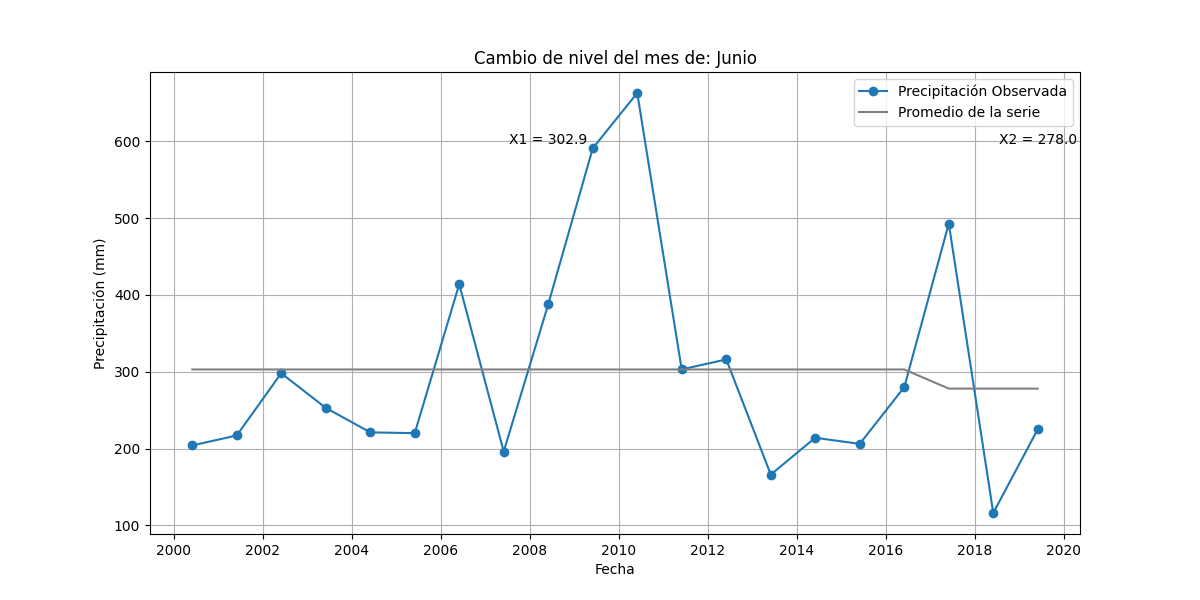 Cambio de nivel del mes de: Junio
Precipitación Observada
Promedio de la serie
X1 = 302.9
X2 = 278.0
Precipitación (mm)
600
500
400
300
200
100
2000
2002
2004
2006
2008
2010
2012
2014
2016
2018
2020
Fecha